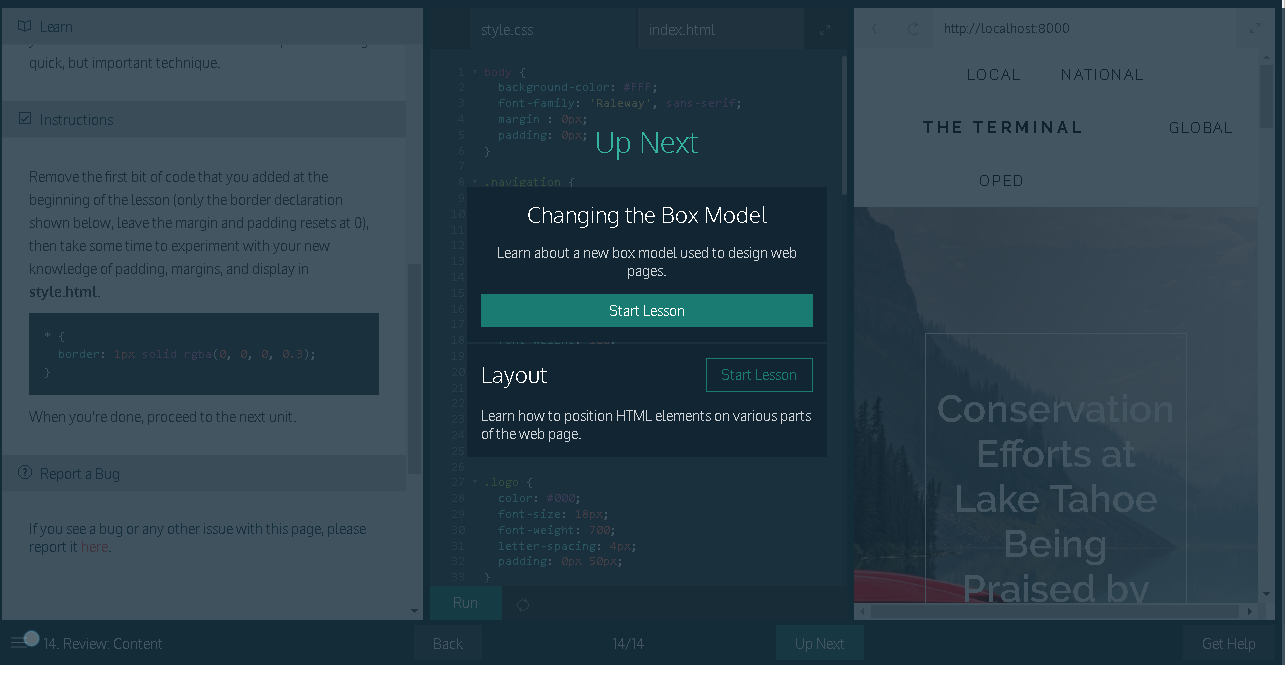 Learn
quick, but important technique.
Instructions
Remove the first bit of code that you added at the
beginning of the lesson (only the border declaration
shown below, leave the margin and padding resets at 0),
then take some time to experiment with your new
knowledge of padding, margins, and display in
style.html.
* {
border: 1px solid rgba(0, 0, 0, 0.3);
}
When you're done, proceed to the next unit.
Report a Bug
If you see a bug or any other issue with this page, please
report it here.
style.css
index.html
1 body {
2 background-color: #FFF;
3 font-family: 'Raleway', sans-serif;
4 margin : 0px;
5 padding: 0px;
6 }
7
8 .navigation {
9
10
11
12
13
14
15
16
17
18
19
20
21
22
23
24
25
26
27 .logo {
28 color: #000;
29 font-size: 18px;
30 font-weight: 700;
31 letter-spacing: 4px;
32 padding: 0px 50px;
33 }
Up Next
Changing the Box Model
Learn about a new box model used to design web
pages.
Start Lesson
Layout
Start Lesson
Learn how to position HTML elements on various parts
of the web page.
Run
http://localhost:8000
LOCAL NATIONAL
THE TERMINAL GLOBAL
OPED
Conservation
Efforts at
Lake Tahoe
Being
Praised by
14. Review: Content
Back
14/14
Up Next
Get Help